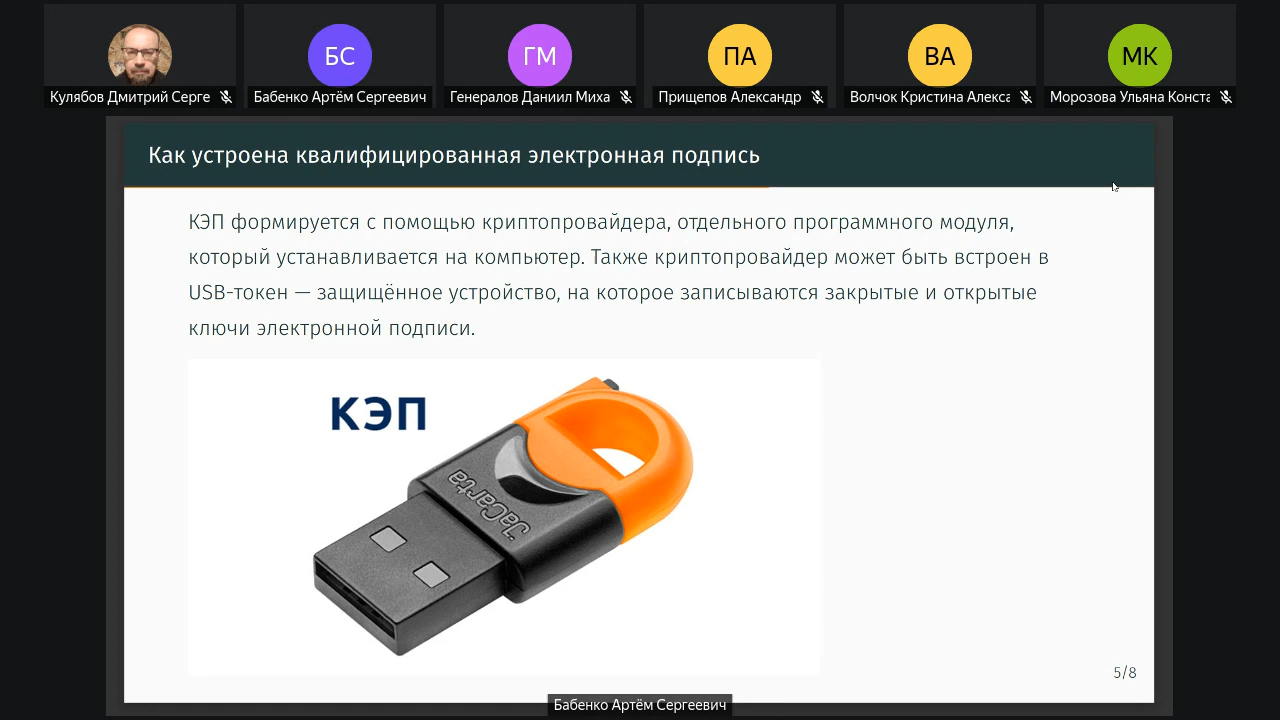 БС
ГМ
ПА
ВА
МК
Кулябов Дмитрий Серге
Бабенко Артём Сергеевич
Генералов Даниил Миха
Прищепов Александр
Волчок Кристина Алекса
Морозова Ульяна Конста
Как устроена квалифицированная электронная подпись
КЭП формируется с помощью криптопровайдера, отдельного программного модуля,
который устанавливается на компьютер. Также криптопровайдер может быть встроен в
USB-токен — защищённое устройство, на которое записываются закрытые и открытые
ключи электронной подписи.
КЭП
JaCarta
5/8
Бабенко Артём Сергеевич